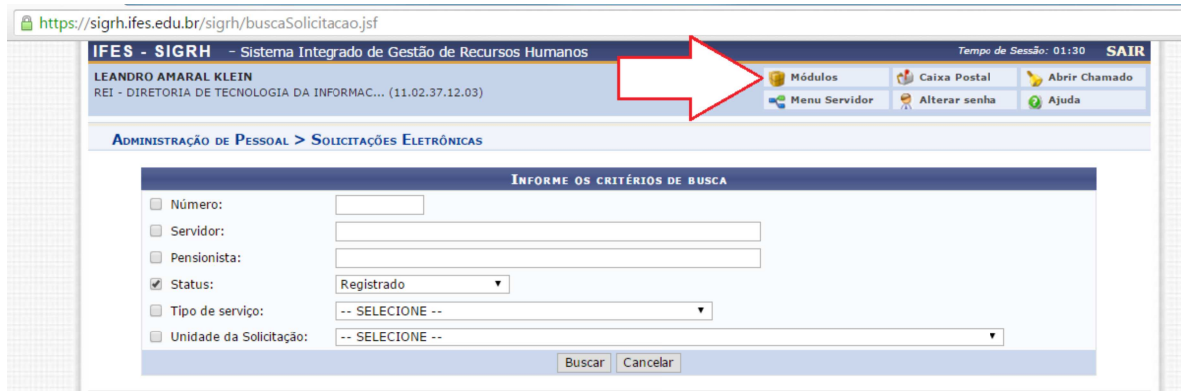 https://sigrh.ifes.edu.br/sigrh/buscaSolicitacao.jsf
IFES - SIGRH - Sistema Integrado de Gestão de Recursos Humanos Tempo de Sessão: 01:30 SAIR
LEANDRO AMARAL KLEIN Módulos Caixa Postal Abrir Chamado
REI - DIRETORIA DE TECNOLOGIA DA INFORMAC... (11.02.37.12.03) Menu Servidor Alterar senha Ajuda
ADMINISTRAÇÃO DE PESSOAL > SOLICITAÇÕES ELETRÔNICAS
INFORME OS CRITÉRIOS DE BUSCA
Número:
Servidor:
Pensionista:
Status: Registrado
Tipo de serviço: -- SELECIONE --
Unidade da Solicitação: -- SELECIONE --
Buscar Cancelar